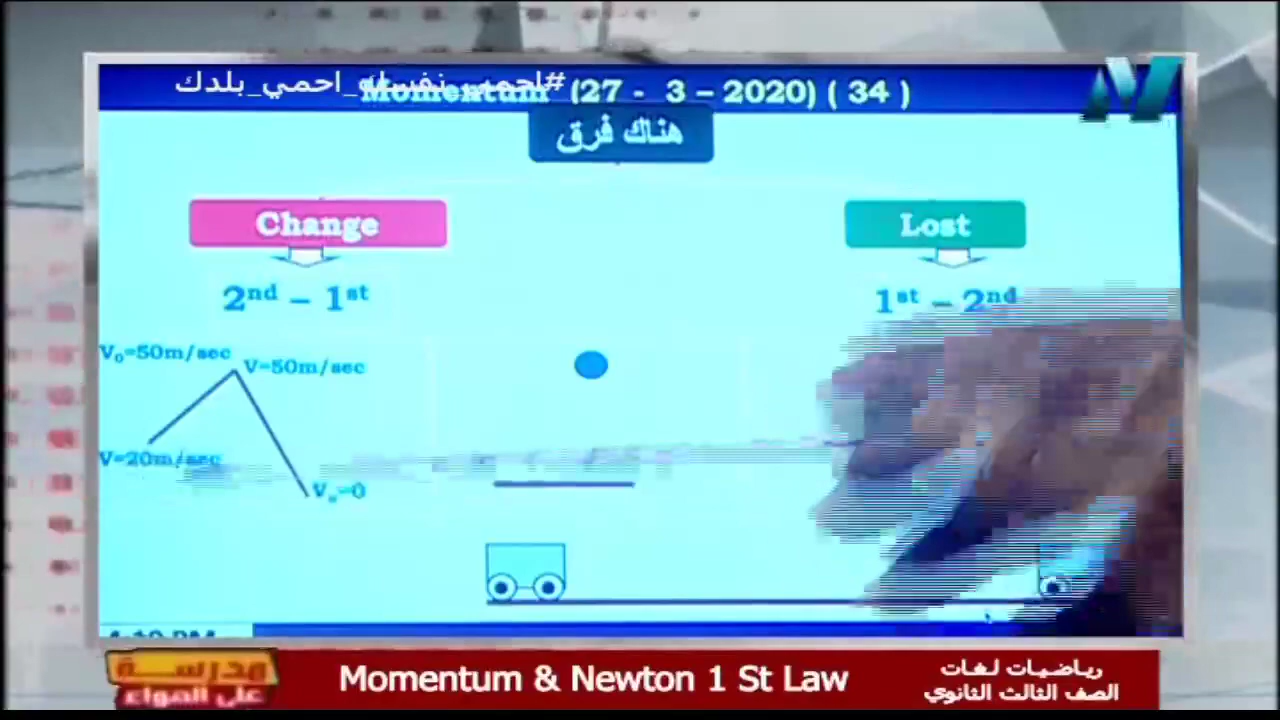 #احمي_نفسك_احمي_بلدك
Momentum (27 - 3 – 2020) ( 34 )
هناك فرق
Change
Lost
2nd – 1st
1st – 2nd
V₀=50m/sec
V=50m/sec
V=20m/sec
V₀=0
مدرسة
على الهواء
Momentum & Newton 1 St Law
رياضيات لغات
الصف الثالث الثانوي